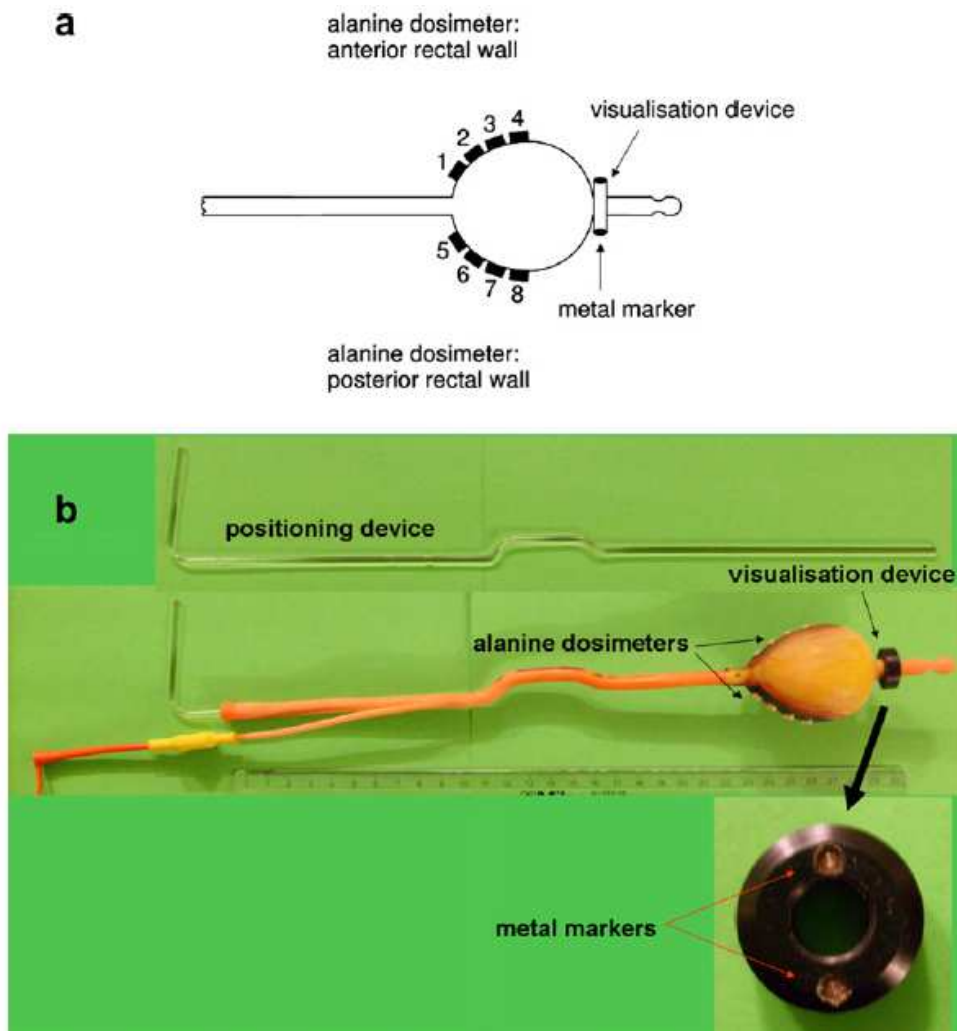 a
alanine dosimeter:
anterior rectal wall
visualisation device
1 2 3 4
5 6 7 8
metal marker
alanine dosimeter:
posterior rectal wall
b
positioning device
visualisation device
alanine dosimeters
metal markers